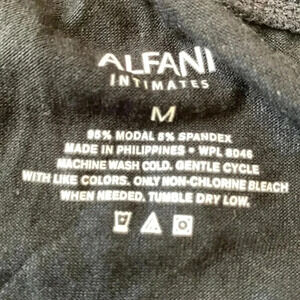 ALFANI
INTIMATES
M
95% MODAL 5% SPANDEX
MADE IN PHILIPPINES • WPL 8046
MACHINE WASH COLD. GENTLE CYCLE
WITH LIKE COLORS. ONLY NON-CHLORINE BLEACH
WHEN NEEDED. TUMBLE DRY LOW.